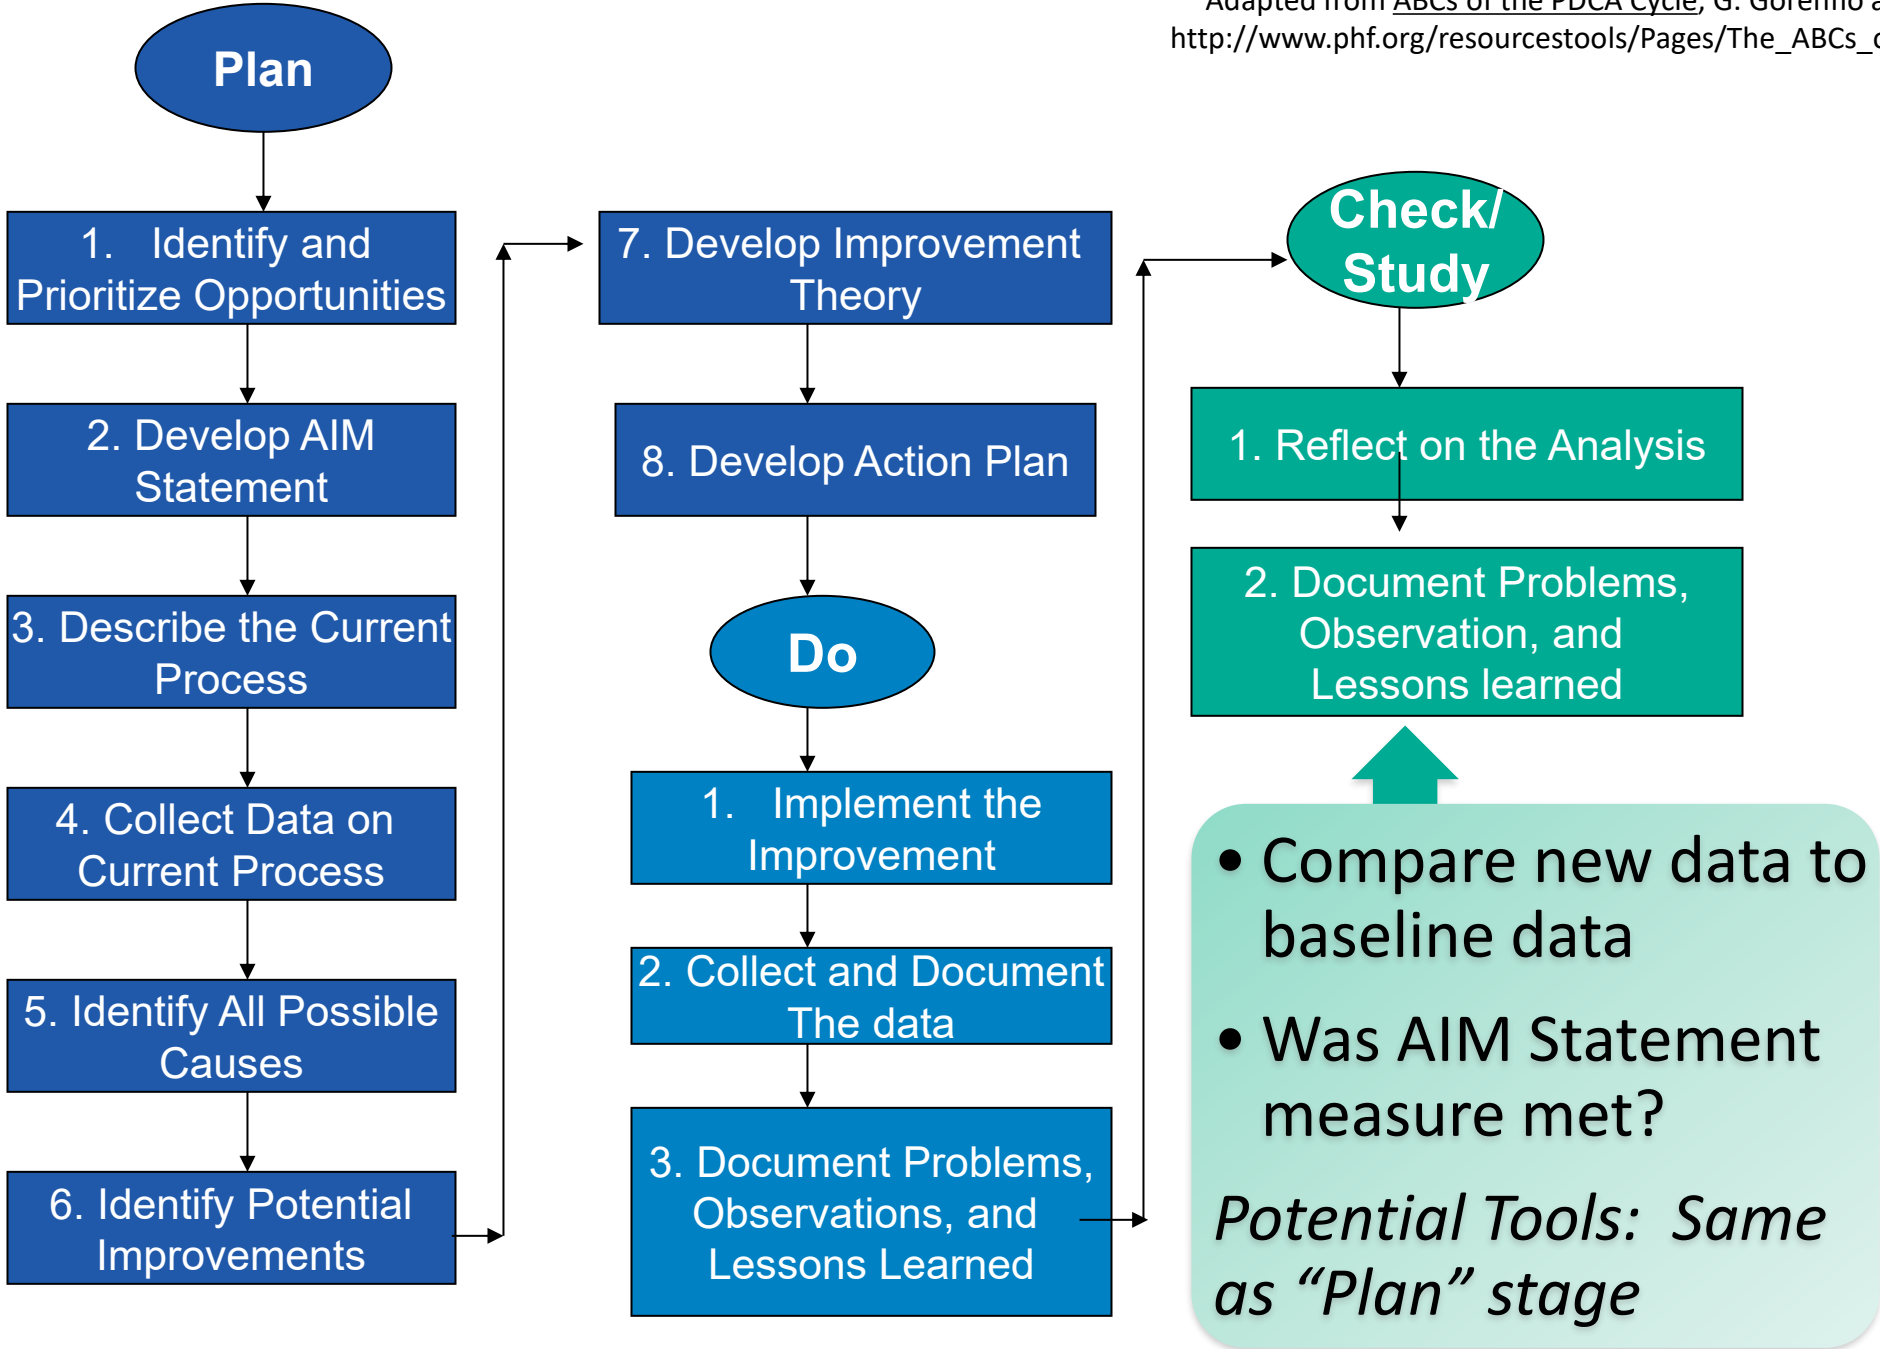 Adapted from ABCs of the PDCA Cycle, G. Gorenflo a
http://www.phf.org/resourcestools/Pages/The_ABCs_o
Plan
1. Identify and
Prioritize Opportunities
2. Develop AIM
Statement
3. Describe the Current
Process
4. Collect Data on
Current Process
5. Identify All Possible
Causes
6. Identify Potential
Improvements
7. Develop Improvement
Theory
8. Develop Action Plan
Do
1. Implement the
Improvement
2. Collect and Document
The data
3. Document Problems,
Observations, and
Lessons Learned
Check/
Study
1. Reflect on the Analysis
2. Document Problems,
Observation, and
Lessons learned
• Compare new data to
baseline data
• Was AIM Statement
measure met?
Potential Tools: Same
as “Plan” stage